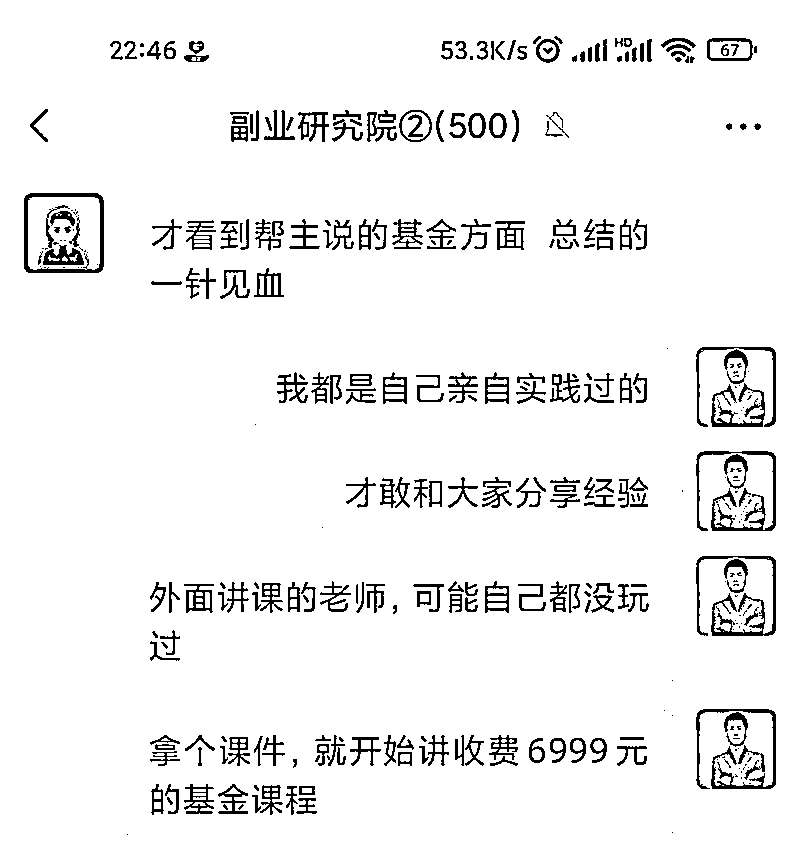 22:46 53.3K/s HD 67
副业研究院②(500)
才看到帮主说的基金方面 总结的
一针见血
我都是自己亲自实践过的
才敢和大家分享经验
外面讲课的老师，可能自己都没玩
过
拿个课件，就开始讲收费6999元
的基金课程